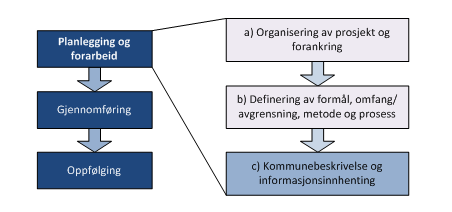 Planlegging og
forarbeid
Gjennomføring
Oppfølging
a) Organisering av prosjekt og
forankring
b) Definering av formål, omfang/
avgrensning, metode og prosess
c) Kommunebeskrivelse og
informasjonsinnhenting